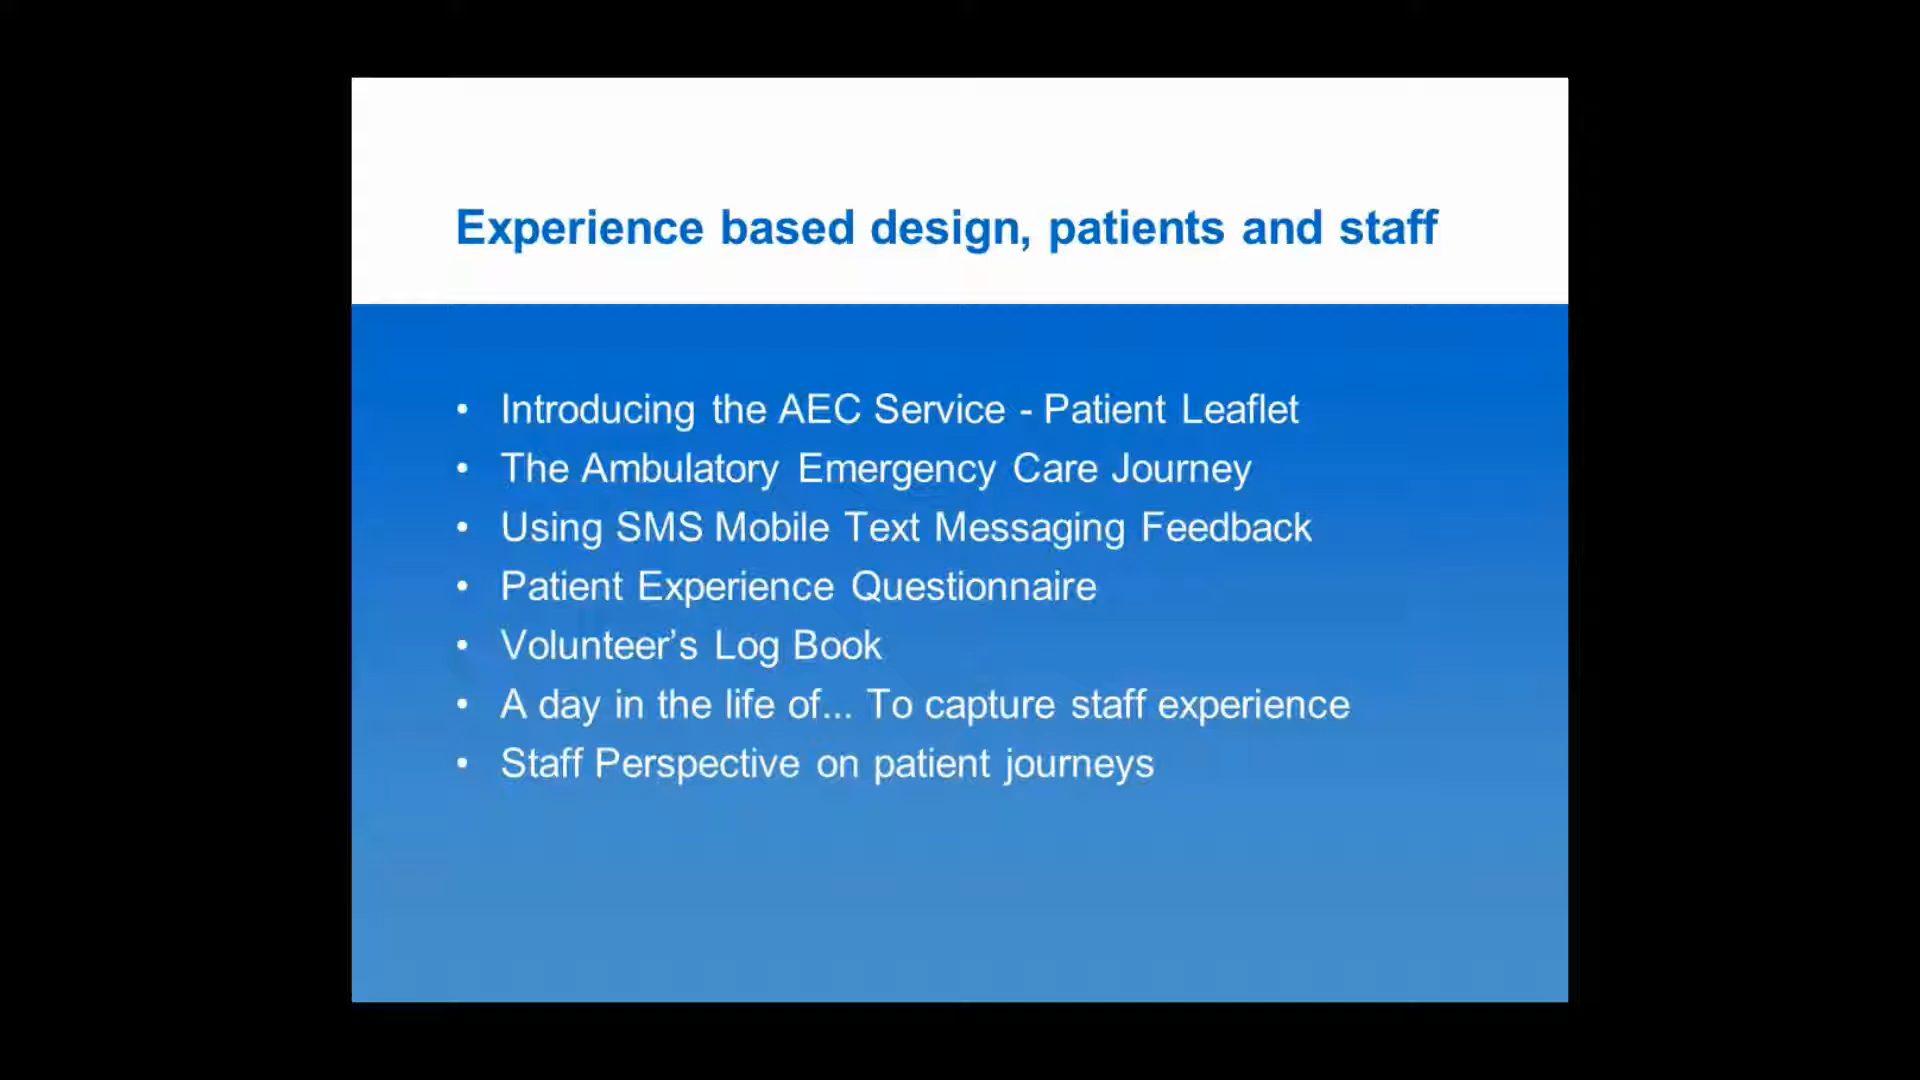 Experience based design, patients and staff
• Introducing the AEC Service - Patient Leaflet
• The Ambulatory Emergency Care Journey
• Using SMS Mobile Text Messaging Feedback
• Patient Experience Questionnaire
• Volunteer’s Log Book
• A day in the life of... To capture staff experience
• Staff Perspective on patient journeys